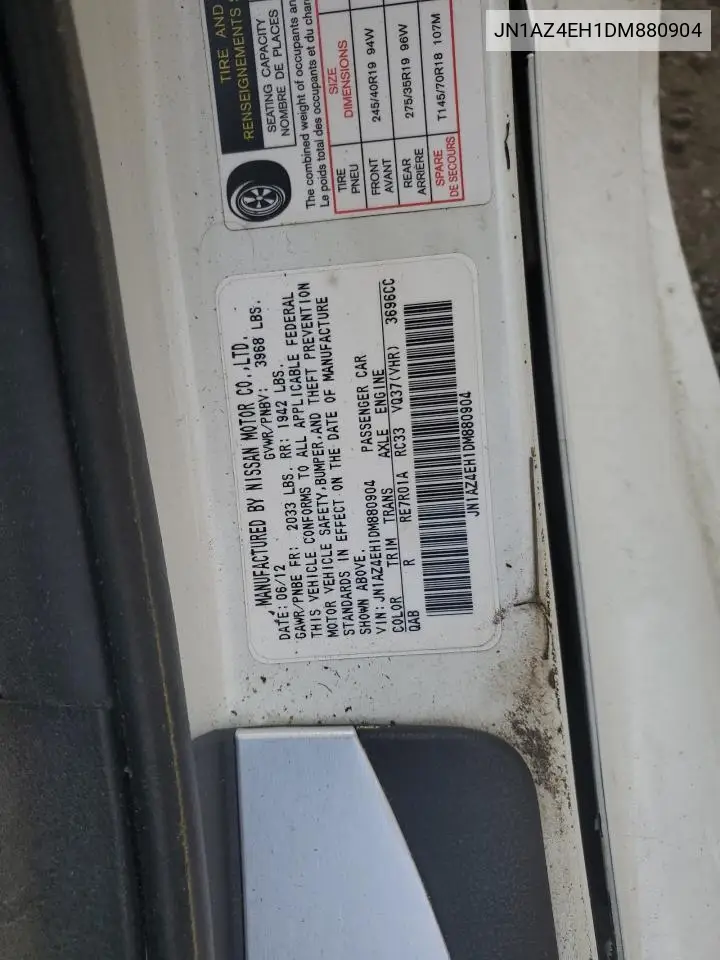 JN1AZ4EH1DM880904
TIRE AND
RENSEIGNEMENTS S
SEATING CAPACITY
NOMBRE DE PLACES
The combined weight of occupants an
Le poids total des occupants et du char
TIRE SIZE
PNEU DIMENSIONS
FRONT 245/40R19 94W
AVANT
REAR 275/35R19 96W
ARRIÈRE
SPARE T145/70R18 107M
DE SECOURS
MANUFACTURED BY NISSAN MOTOR CO.,LTD.
DATE: 06/12 GVWR/PNBV: 3968 LBS.
GAWR/PNBE FR: 2033 LBS. RR: 1942 LBS.
THIS VEHICLE CONFORMS TO ALL APPLICABLE FEDERAL
MOTOR VEHICLE SAFETY,BUMPER,AND THEFT PREVENTION
STANDARDS IN EFFECT ON THE DATE OF MANUFACTURE
SHOWN ABOVE.
VIN: JN1AZ4EH1DM880904 PASSENGER CAR
COLOR TRIM TRANS AXLE ENGINE
QAB R RE7R01A RC33 VQ37(VHR) 3696CC
JN1AZ4EH1DM880904